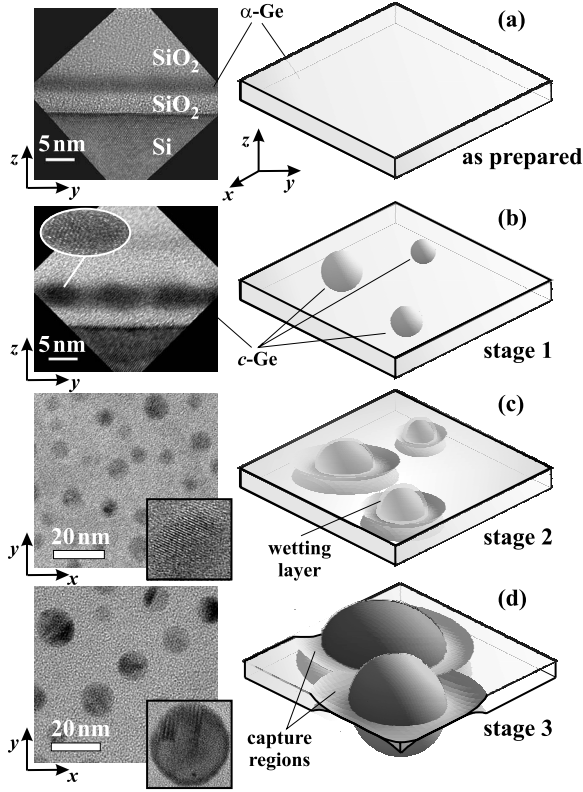 α-Ge
(a)
SiO2
SiO2
Si
5 nm
z
y
z
x
y
as prepared
(b)
5 nm
z
y
c-Ge
stage 1
(c)
20 nm
y
x
wetting
layer
stage 2
(d)
20 nm
y
x
capture
regions
stage 3